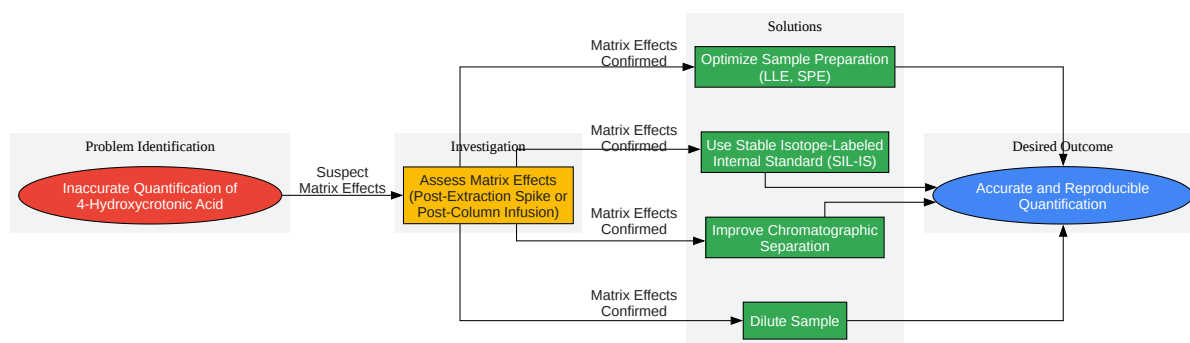 Problem Identification
Inaccurate Quantification of
4-Hydroxycrotonic Acid
Suspect
Matrix Effects
Investigation
Assess Matrix Effects
(Post-Extraction Spike or
Post-Column Infusion)
Matrix Effects
Confirmed
Matrix Effects
Confirmed
Matrix Effects
Confirmed
Matrix Effects
Confirmed
Solutions
Optimize Sample Preparation
(LLE, SPE)
Use Stable Isotope-Labeled
Internal Standard (SIL-IS)
Improve Chromatographic
Separation
Dilute Sample
Desired Outcome
Accurate and Reproducible
Quantification